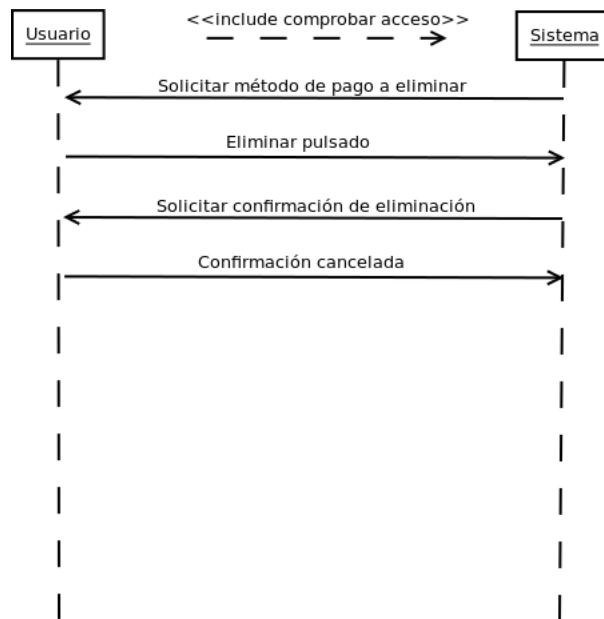 <<include comprobar acceso>>
Usuario
Sistema
Solicitar método de pago a eliminar
Eliminar pulsado
Solicitar confirmación de eliminación
Confirmación cancelada